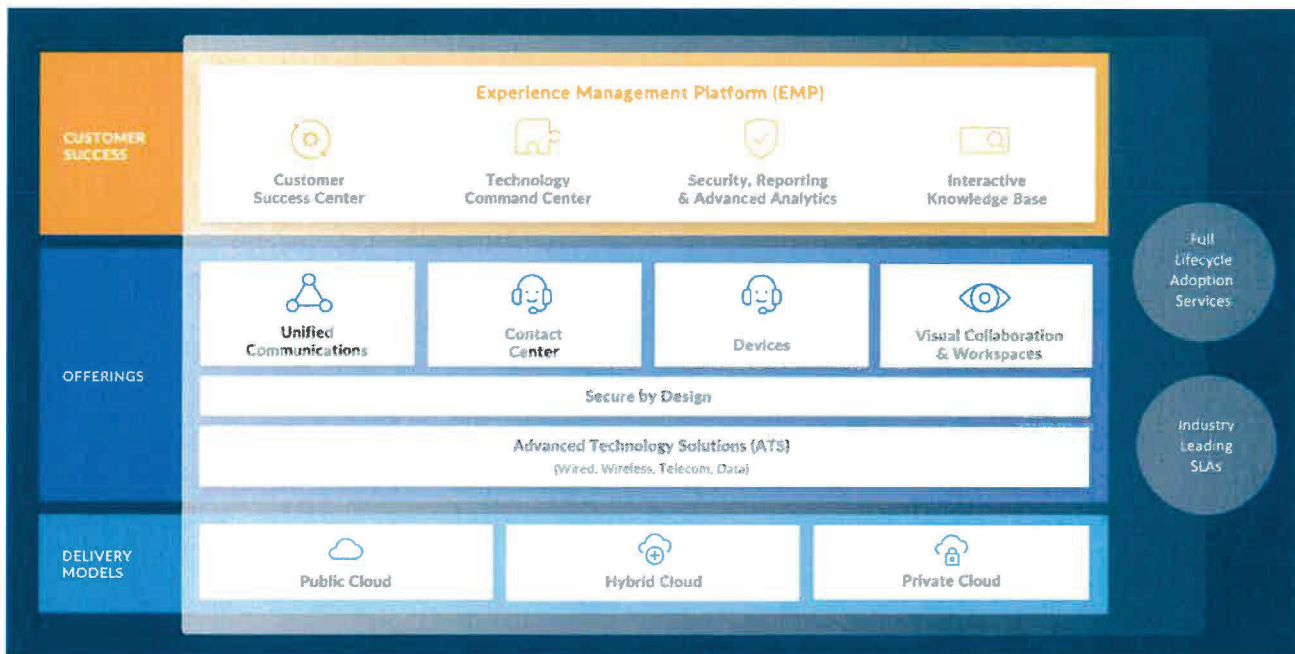 CUSTOMER
SUCCESS
Experience Management Platform (EMP)
Customer
Success Center
Technology
Command Center
Security, Reporting
& Advanced Analytics
Interactive
Knowledge Base
OFFERINGS
Unified
Communications
Contact
Center
Devices
Visual Collaboration
& Workspaces
Secure by Design
Advanced Technology Solutions (ATS)
(Wired, Wireless, Telecom, Data)
DELIVERY
MODELS
Public Cloud
Hybrid Cloud
Private Cloud
Full
Lifecycle
Adoption
Services
Industry
Leading
SLAs